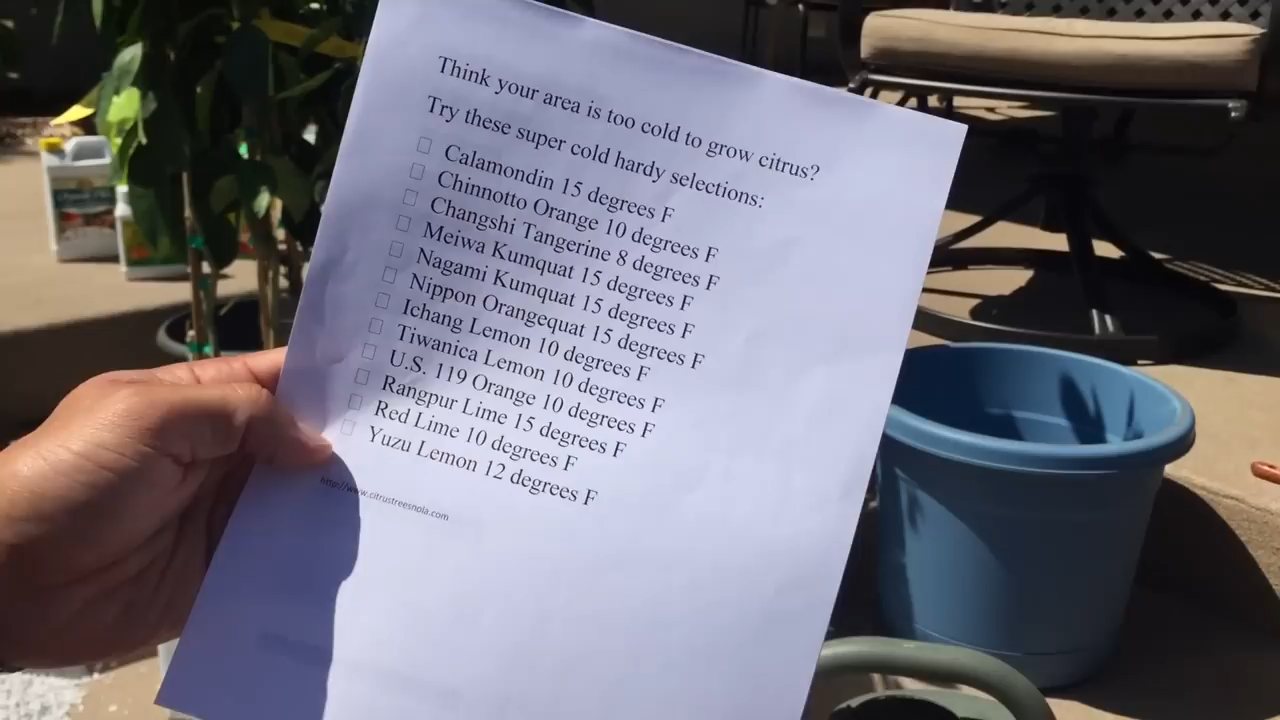 Think your area is too cold to grow citrus?
Try these super cold hardy selections:
Calamondin 15 degrees F
Chinnotto Orange 10 degrees F
Changshi Tangerine 8 degrees F
Meiwa Kumquat 15 degrees F
Nagami Kumquat 15 degrees F
Nippon Orangequat 15 degrees F
Ichang Lemon 10 degrees F
Tiwanica Lemon 10 degrees F
U.S. 119 Orange 10 degrees F
Rangpur Lime 15 degrees F
Red Lime 10 degrees F
Yuzu Lemon 12 degrees F
http://www.citrustreesnola.com